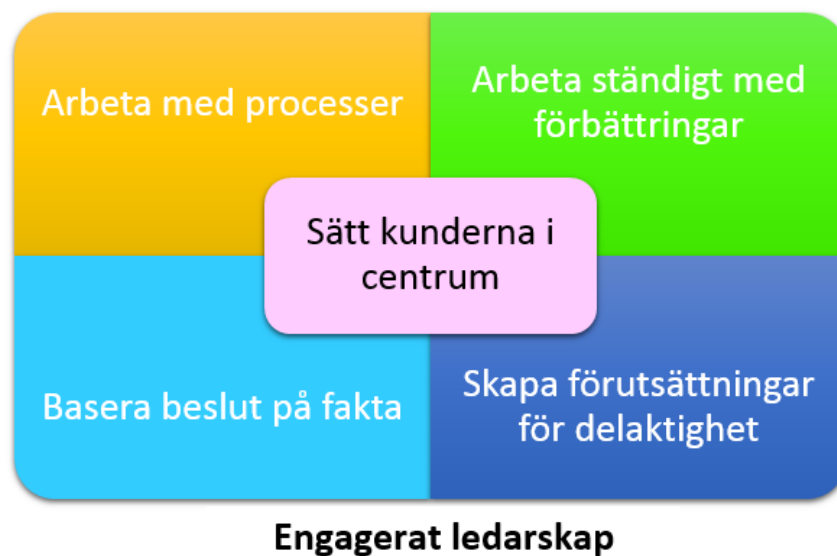 Arbeta med processer
Arbeta ständigt med
förbättringar
Sätt kunderna i
centrum
Basera beslut på fakta
Skapa förutsättningar
för delaktighet
Engagerat ledarskap